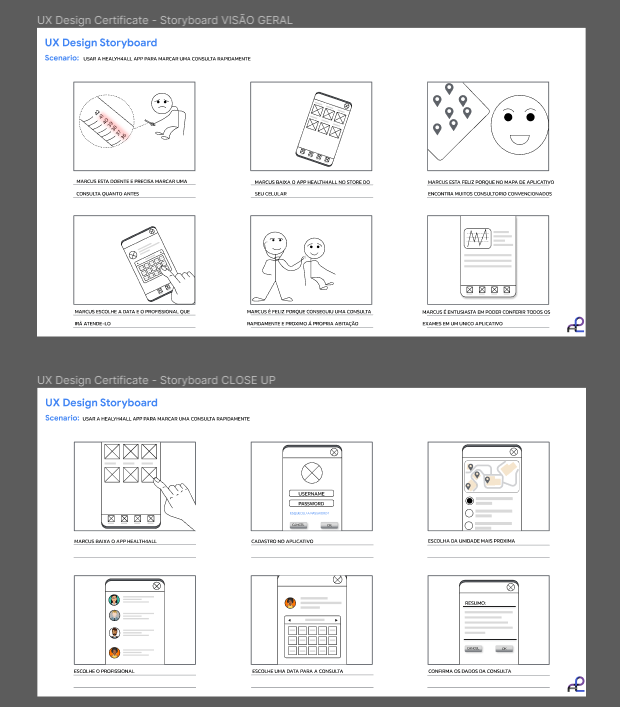 UX Design Certificate - Storyboard VISÃO GERAL
UX Design Storyboard
Scenario: USAR A HEALYH4ALL APP PARA MARCAR UMA CONSULTA RAPIDAMENTE
MARCUS ESTA DOENTE E PRECISA MARCAR UMA
CONSULTA QUANTO ANTES
MARCUS BAIXA O APP HEALTHH4ALL NO STORE DO
SEU CELULAR
MARCUS ESTA FELIZ PORQUE NO MAPA DE APLICATIVO
ENCONTRA MUITOS CONSULTORIO CONVENCIONADOS
MARCUS ESCOLHE A DATA E O PROFISSIONAL QUE
IRÁ ATENDE-LO
MARCUS É FELIZ PORQUE CONSEGUIU UMA CONSULTA
RAPIDAMENTE E PROXIMO Á PROPRIA ABITAÇÃO
MARCUS É ENTUSIASTA EM PODER CONFERIR TODOS OS
EXAMES EM UM UNICO APLICATIVO
UX Design Certificate - Storyboard CLOSE UP
UX Design Storyboard
Scenario: USAR A HEALYH4ALL APP PARA MARCAR UMA CONSULTA RAPIDAMENTE
MARCUS BAIXA O APP HEALTHH4ALL
USERNAME
PASSWORD
OK
CADASTRO NO APLICATIVO
ESCOLHA DA UNIDADE MAIS PROXIMA
ESCOLHE O PROFISSIONAL
ESCOLHE UMA DATA PARA A CONSULTA
RESUMO:
OK
CONFIRMA OS DADOS DA CONSULTA